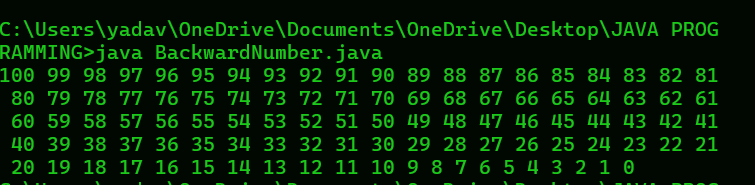 C:\Users\yadav\OneDrive\Documents\OneDrive\Desktop\JAVA PROG
RAMMING>java BackwardNumber.java
100 99 98 97 96 95 94 93 92 91 90 89 88 87 86 85 84 83 82 81
80 79 78 77 76 75 74 73 72 71 70 69 68 67 66 65 64 63 62 61
60 59 58 57 56 55 54 53 52 51 50 49 48 47 46 45 44 43 42 41
40 39 38 37 36 35 34 33 32 31 30 29 28 27 26 25 24 23 22 21
20 19 18 17 16 15 14 13 12 11 10 9 8 7 6 5 4 3 2 1 0